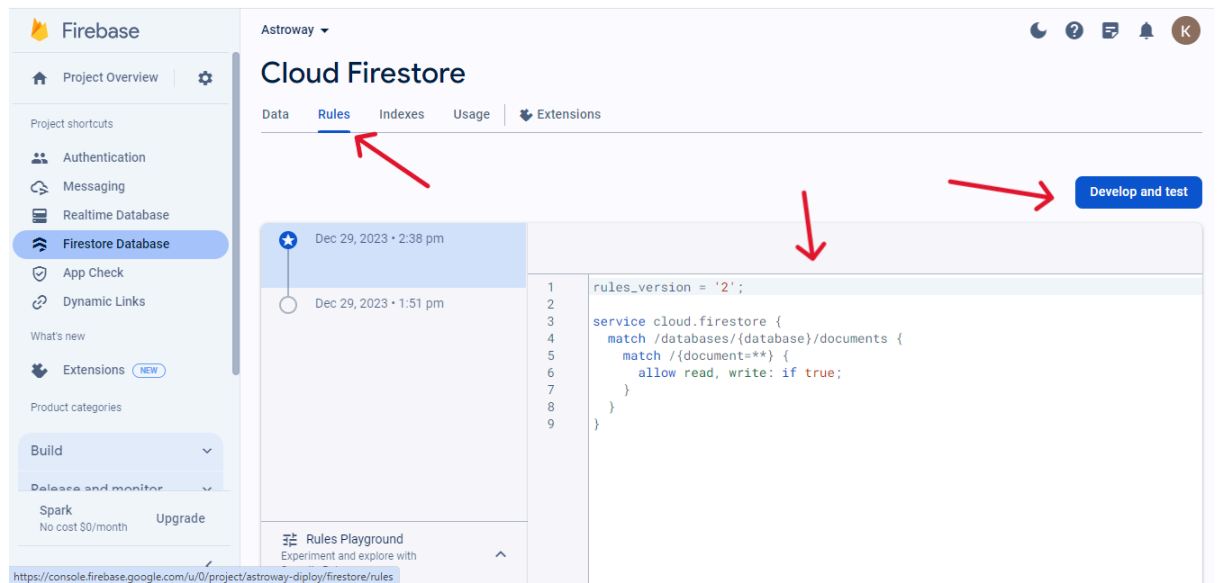 Firebase
Project Overview
Project shortcuts
Authentication
Messaging
Realtime Database
Firestore Database
App Check
Dynamic Links
What's new
Extensions NEW
Product categories
Build
Release and monitor
Spark
No cost $0/month
Upgrade
https://console.firebase.google.com/u/0/project/astroway-diploy/firestore/rules
Astroway
K
Cloud Firestore
Data Rules Indexes Usage Extensions
Develop and test
Dec 29, 2023 • 2:38 pm
Dec 29, 2023 • 1:51 pm
Rules Playground
Experiment and explore with
1 rules_version = '2';
2
3 service cloud.firestore {
4 match /databases/{database}/documents {
5 match /{document=**} {
6 allow read, write: if true;
7 }
8 }
9 }